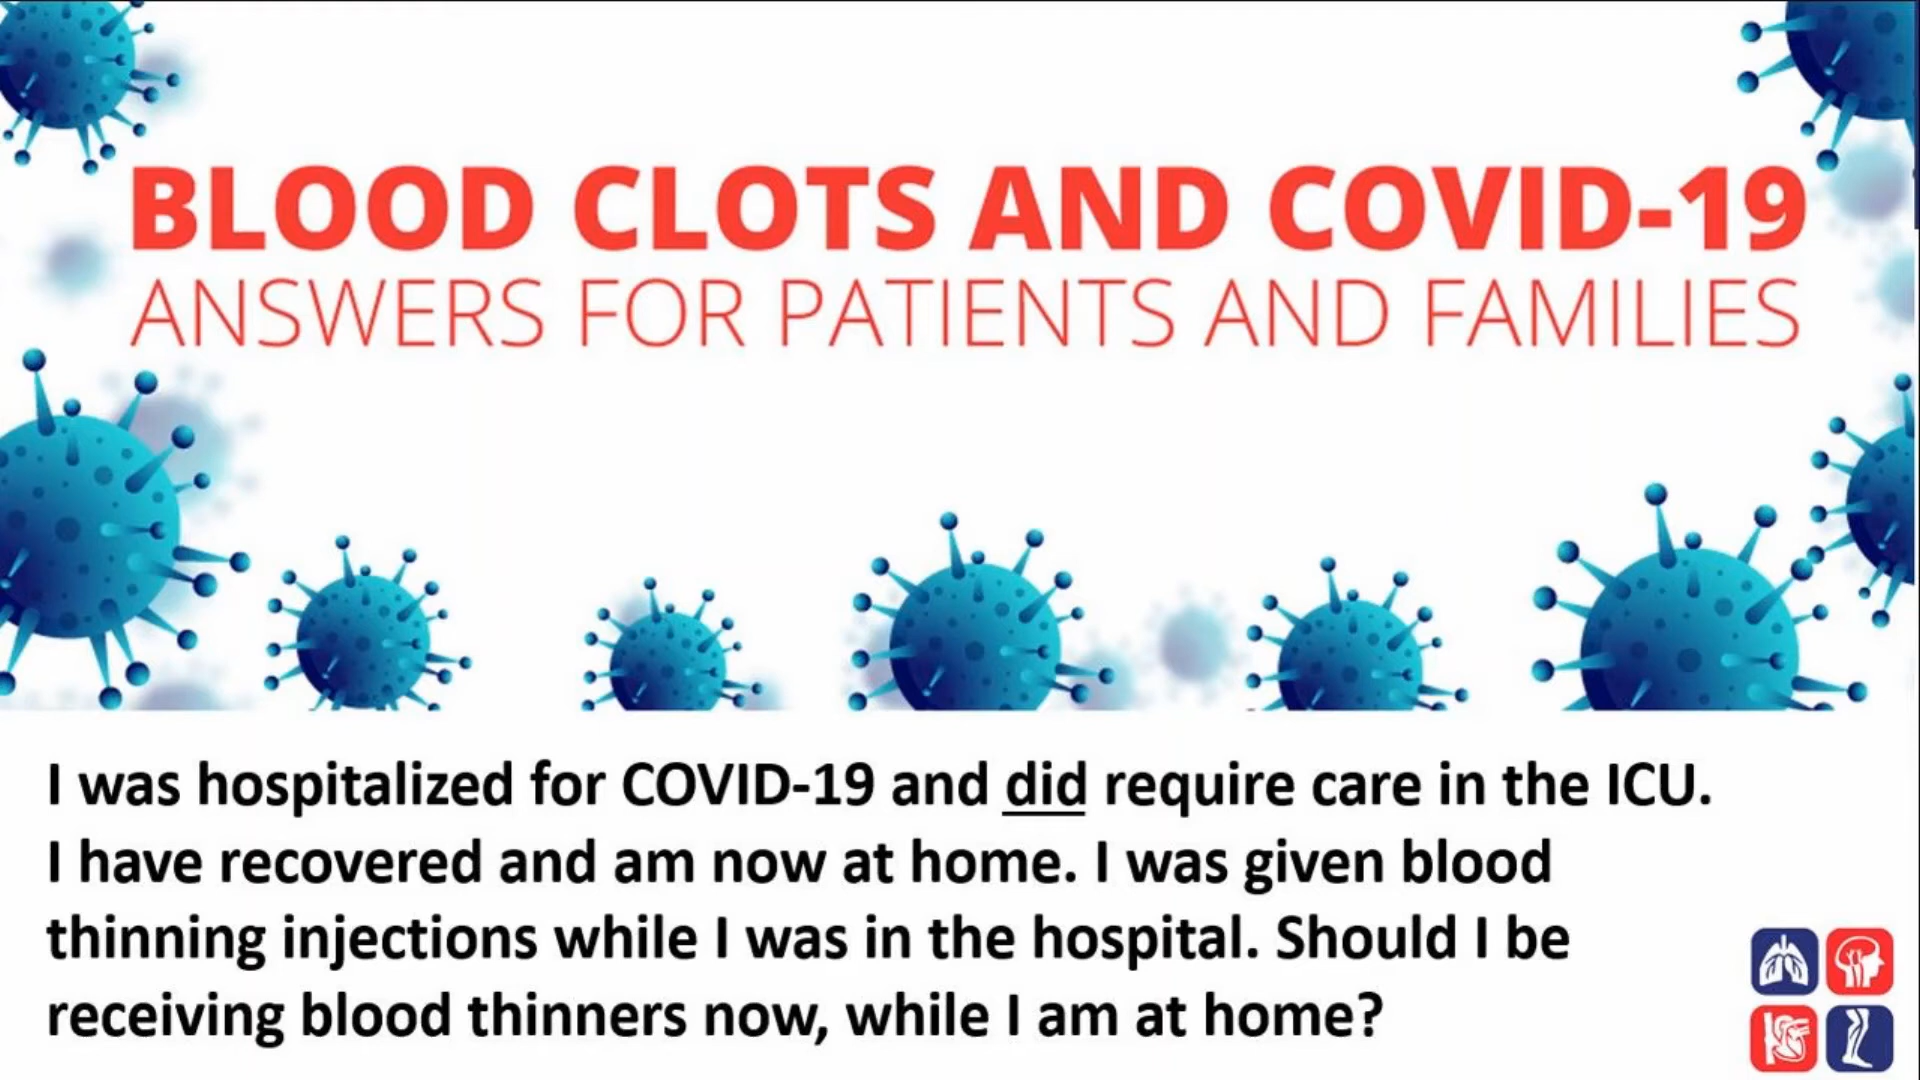 BLOOD CLOTS AND COVID-19
ANSWERS FOR PATIENTS AND FAMILIES
I was hospitalized for COVID-19 and did require care in the ICU.
I have recovered and am now at home. I was given blood
thinning injections while I was in the hospital. Should I be
receiving blood thinners now, while I am at home?